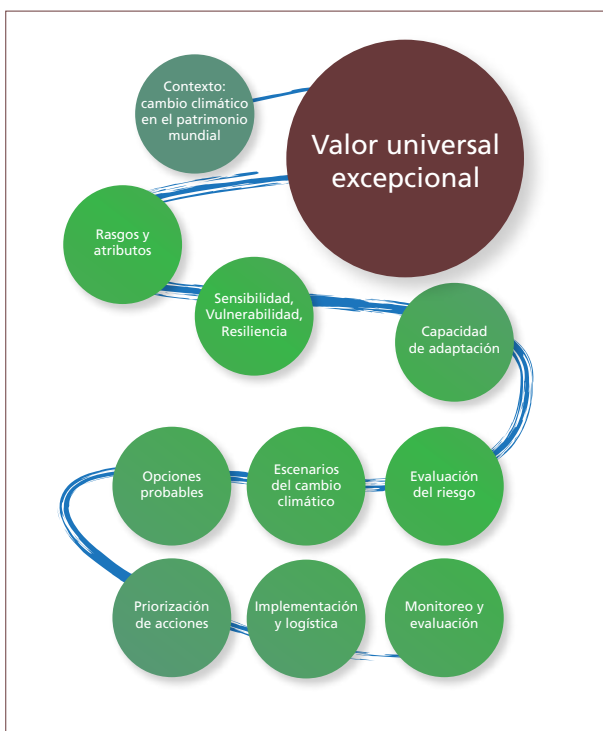 Contexto:
cambio climático
en el patrimonio
mundial
Valor universal
excepcional
Rasgos y
atributos
Sensibilidad,
Vulnerabilidad,
Resiliencia
Capacidad
de adaptación
Opciones
probables
Escenarios
del cambio
climático
Evaluación
del riesgo
Priorización
de acciones
Implementación
y logística
Monitoreo y
evaluación